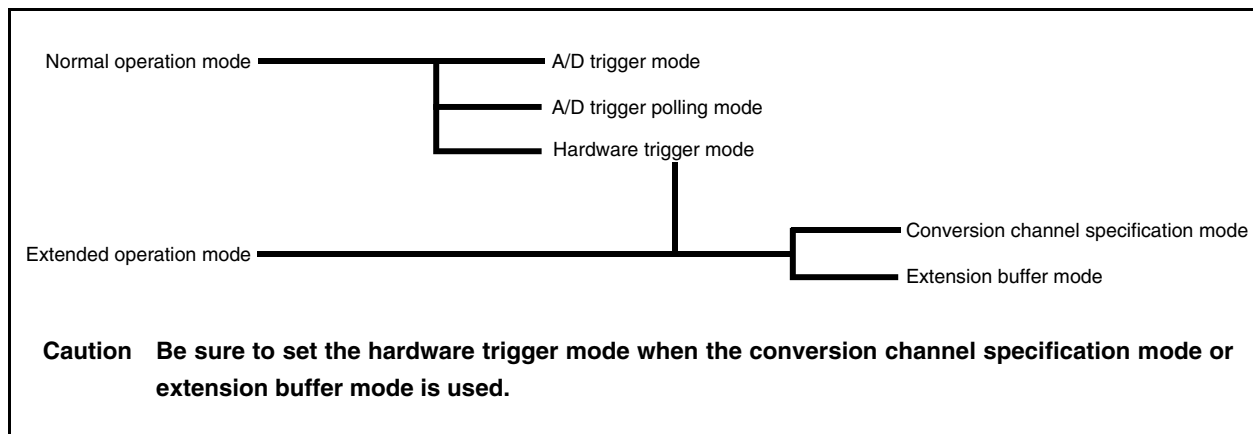 Normal operation mode
A/D trigger mode
A/D trigger polling mode
Hardware trigger mode
Extended operation mode
Conversion channel specification mode
Extension buffer mode
Caution Be sure to set the hardware trigger mode when the conversion channel specification mode or
extension buffer mode is used.